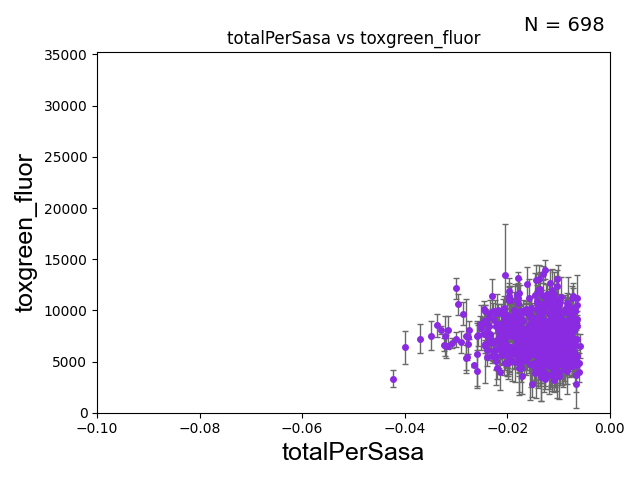 N = 698
totalPerSasa vs toxgreen_fluor
35000
30000
25000
20000
15000
10000
5000
0
toxgreen_fluor
−0.10 −0.08 −0.06 −0.04 −0.02 0.00
totalPerSasa